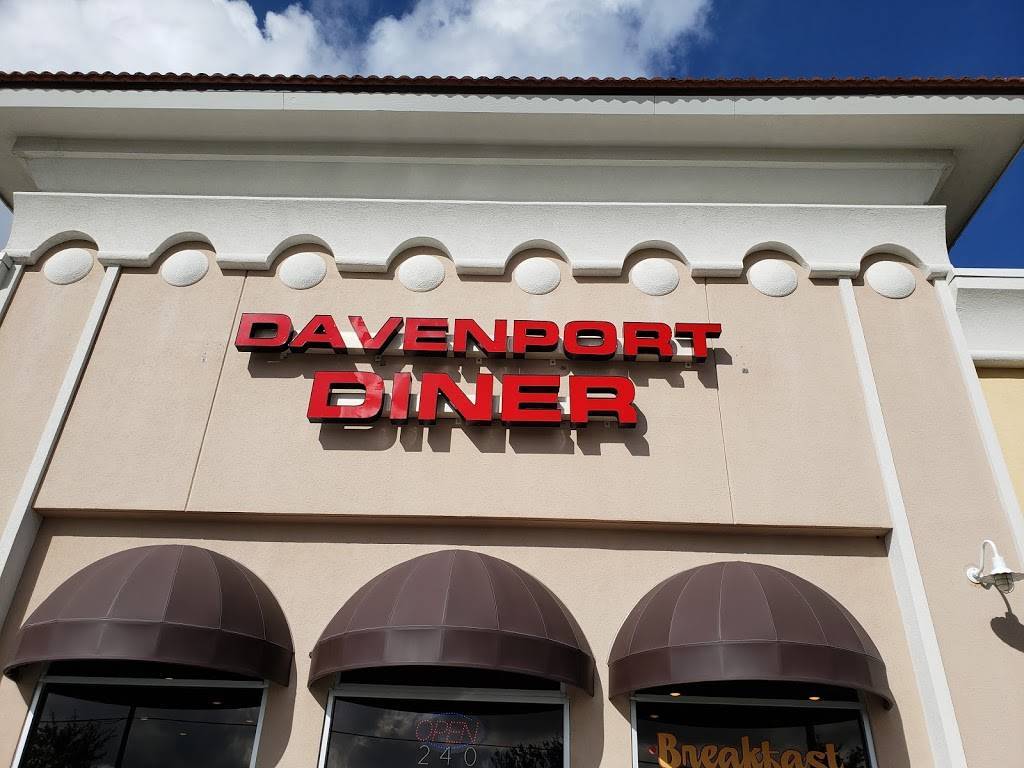 DAVENPORT
DINER
OPEN
240
Breakfast